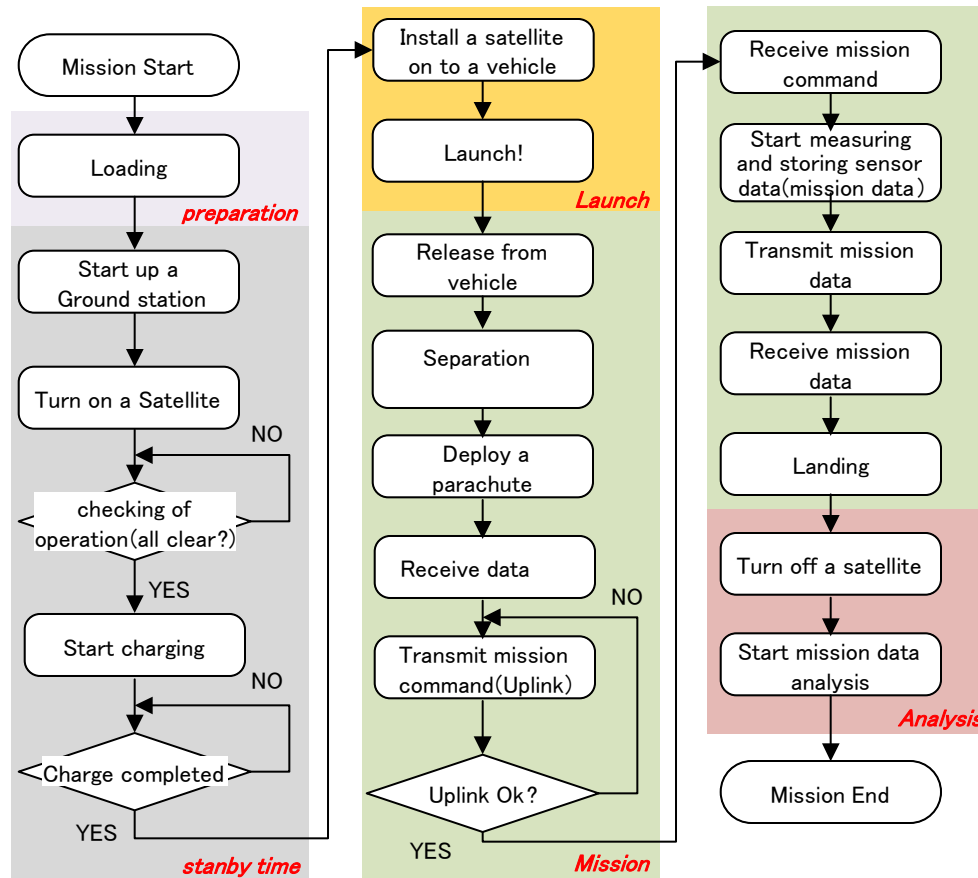 Mission Start
Loading
preparation
Start up a
Ground station
Turn on a Satellite
NO
checking of
operation(all clear?)
YES
Start charging
NO
Charge completed
YES
stanby time
Install a satellite
on to a vehicle
Launch!
Launch
Release from
vehicle
Separation
Deploy a
parachute
Receive data
NO
Transmit mission
command(Uplink)
Uplink Ok?
YES
Mission
Receive mission
command
Start measuring
and storing sensor
data(mission data)
Transmit mission
data
Receive mission
data
Landing
Turn off a satellite
Start mission data
analysis
Analysis
Mission End